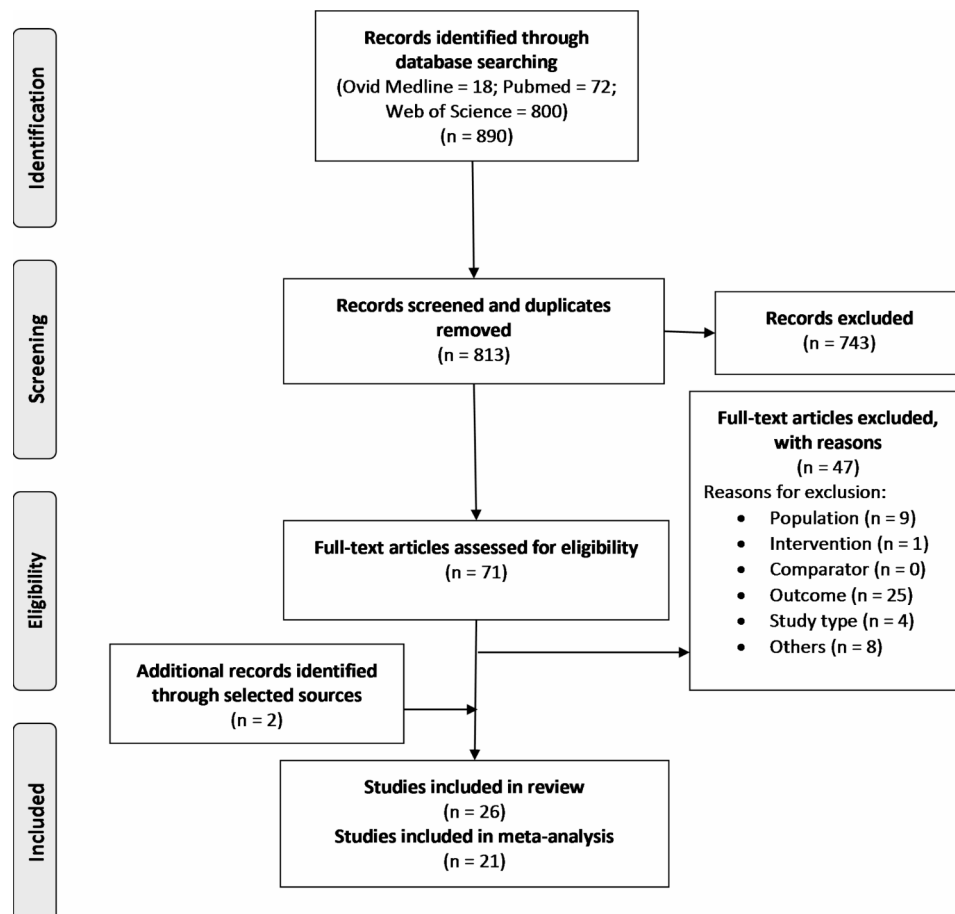 Identification
Records identified through
database searching
(Ovid Medline = 18; Pubmed = 72;
Web of Science = 800)
(n = 890)
Screening
Records screened and duplicates
removed
(n = 813)
Records excluded
(n = 743)
Eligibility
Full-text articles assessed for eligibility
(n = 71)
Full-text articles excluded,
with reasons
(n = 47)
Reasons for exclusion:
• Population (n = 9)
• Intervention (n = 1)
• Comparator (n = 0)
• Outcome (n = 25)
• Study type (n = 4)
• Others (n = 8)
Additional records identified
through selected sources
(n = 2)
Included
Studies included in review
(n = 26)
Studies included in meta-analysis
(n = 21)